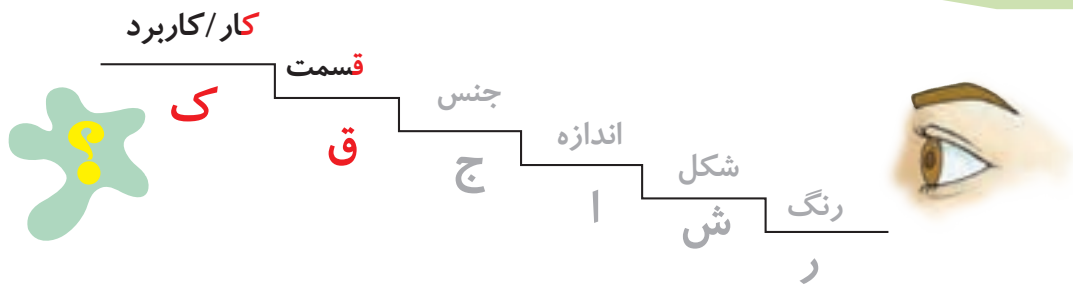 کار/کاربرد
قسمت
جنس
اندازه
شکل
رنگ
ک
ق
ج
ا
ش
ر
؟